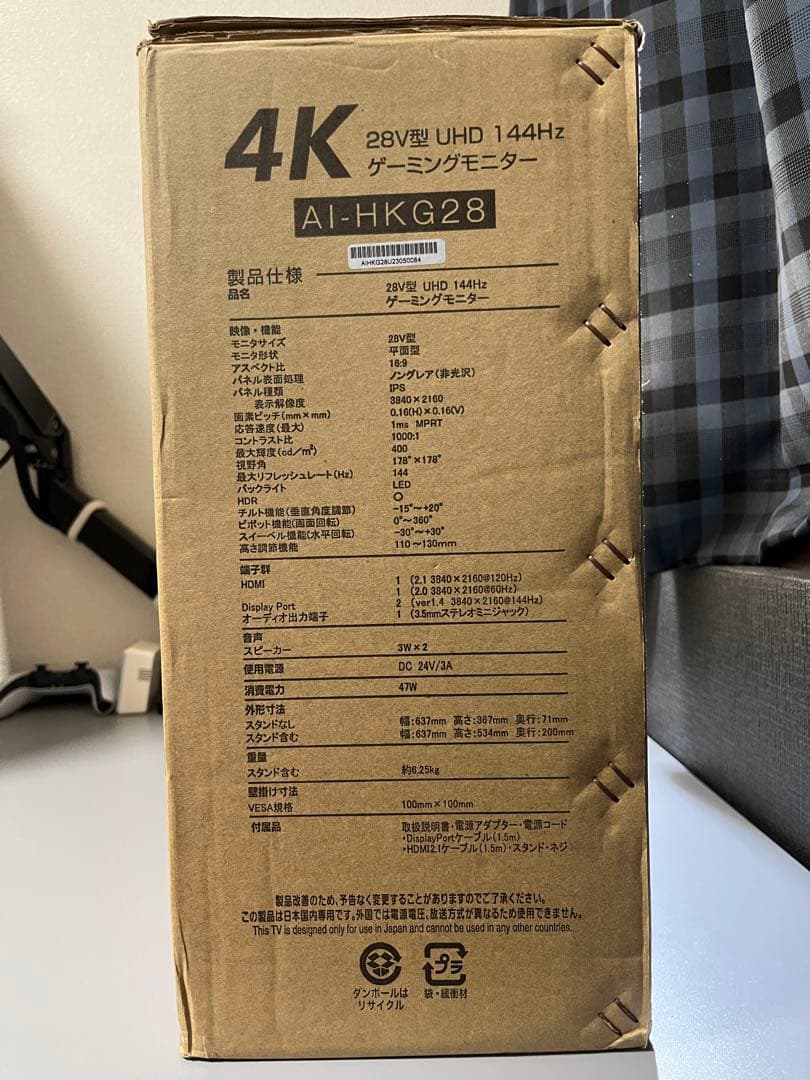 4K 28V型 UHD 144Hz
ゲーミングモニター
AI-HKG28
AIHKG28U23050084
製品仕様
品名 28V型 UHD 144Hz
ゲーミングモニター
映像・機能
モニタサイズ 28V型
モニタ形状 平面型
アスペクト比 16:9
パネル表面処理 ノングレア(非光沢)
パネル種類 IPS
表示解像度 3840×2160
画素ピッチ(mm×mm) 0.16(H)×0.16(V)
応答速度(最大) 1ms MPRT
コントラスト比 1000:1
最大輝度(cd/㎡) 400
視野角 178°×178°
最大リフレッシュレート(Hz) 144
バックライト LED
HDR ○
チルト機能(垂直角度調節) -15°~+20°
ピボット機能(画面回転) 0°~360°
スイーベル機能(水平回転) -30°~+30°
高さ調節機能 110~130mm
端子群
HDMI 1 (2.1 3840×2160@120Hz)
1 (2.0 3840×2160@60Hz)
Display Port 2 (ver1.4 3840×2160@144Hz)
オーディオ出力端子 1 (3.5mmステレオミニジャック)
音声
スピーカー 3W×2
使用電源 DC 24V/3A
消費電力 47W
外形寸法
スタンドなし 幅:637mm 高さ:367mm 奥行:71mm
スタンド含む 幅:637mm 高さ:534mm 奥行:200mm
重量
スタンド含む 約6.25kg
壁掛け寸法
VESA規格 100mm×100mm
付属品 取扱説明書・電源アダプター・電源コード
・DisplayPortケーブル(1.5m)
・HDMI2.1ケーブル(1.5m)・スタンド・ネジ
製品改善のため、予告なく変更することがありますのでご了承ください。
この製品は日本国内専用です。外国では電源電圧、放送方式が異なるため使用できません。
This TV is designed only for use in Japan and cannot be used in any other countries.
プラ
ダンボールは 袋・緩衝材
リサイクル